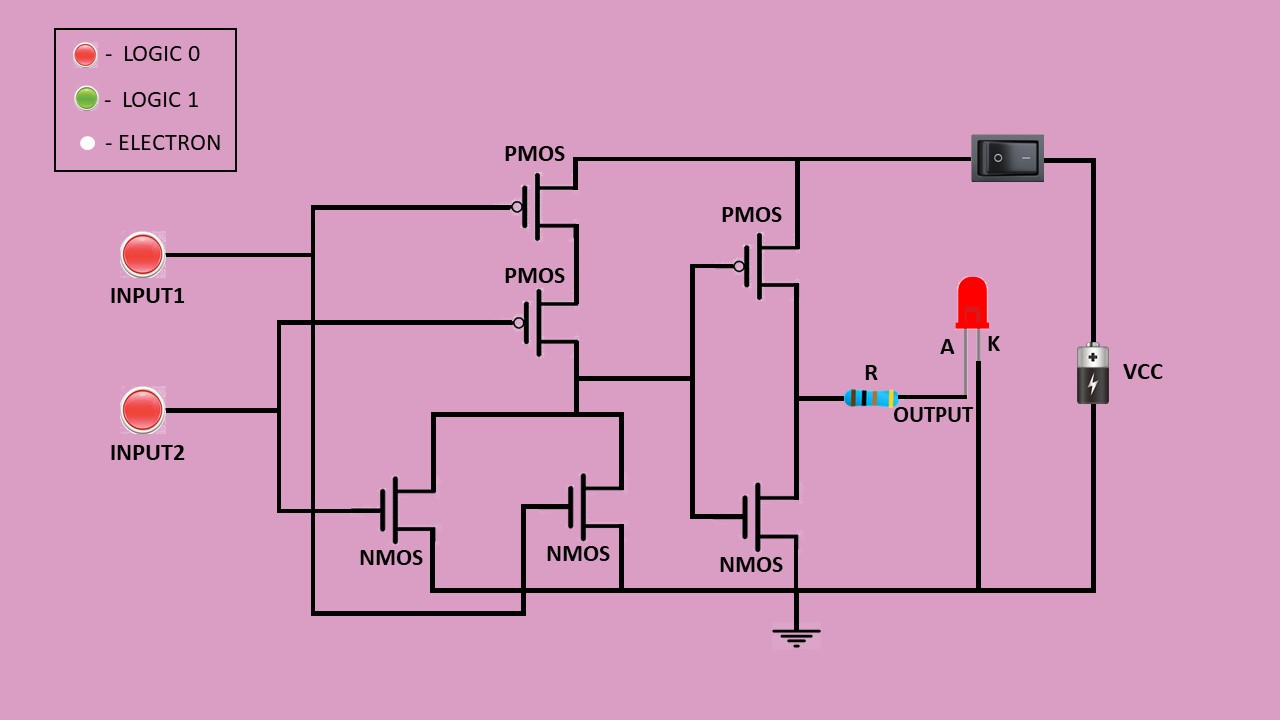 - LOGIC 0
- LOGIC 1
- ELECTRON
PMOS
PMOS
PMOS
INPUT1
A
K
R
VCC
OUTPUT
INPUT2
NMOS
NMOS
NMOS